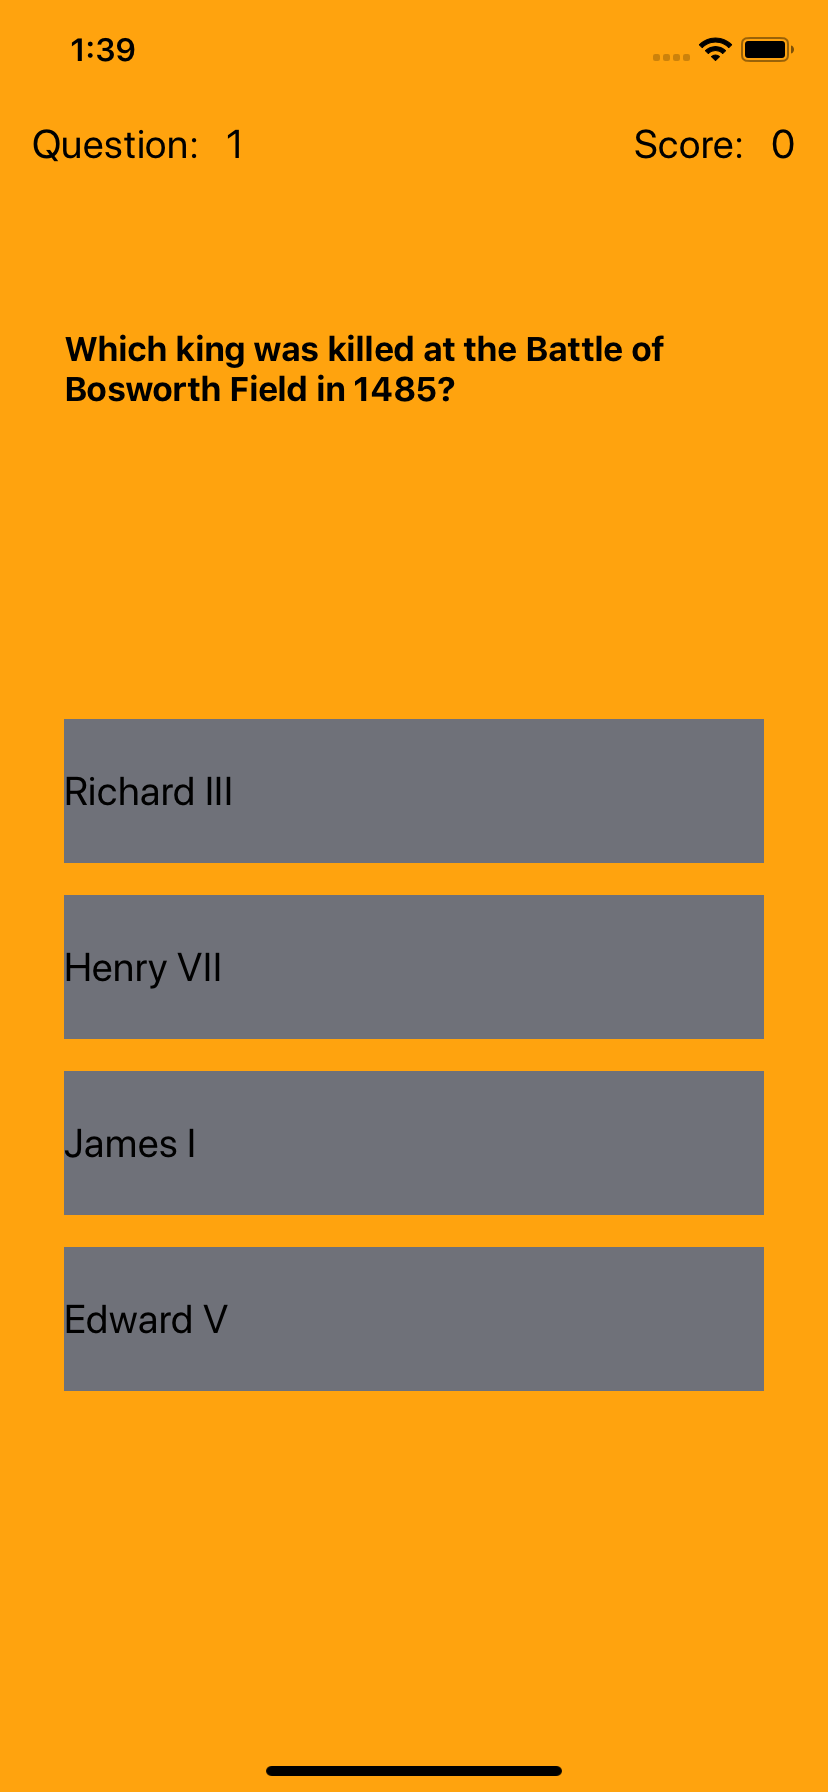 1:39
Question: 1
Score: 0
Which king was killed at the Battle of
Bosworth Field in 1485?
Richard III
Henry VII
James I
Edward V